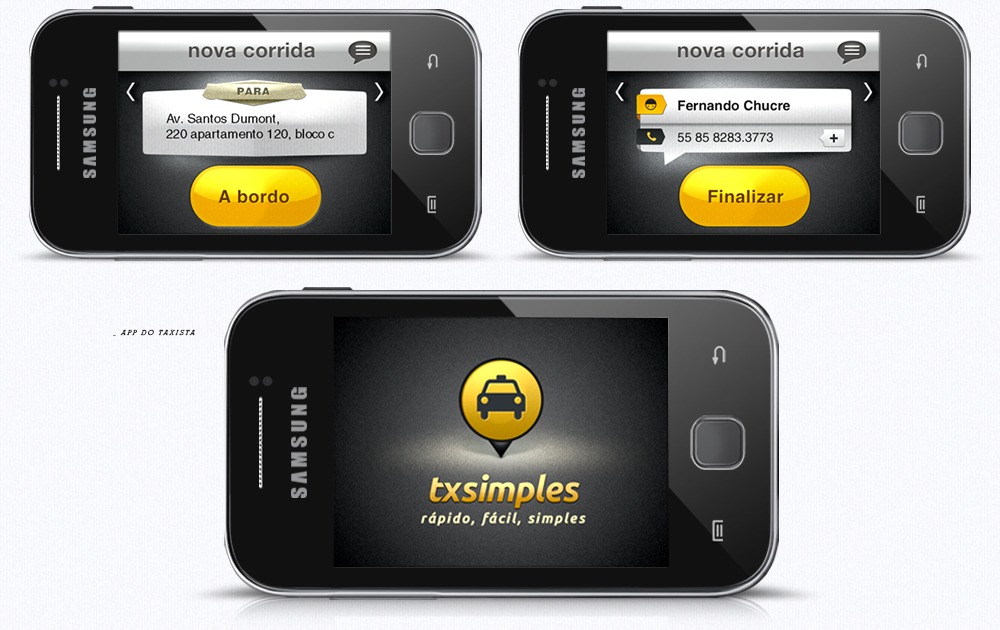 nova corrida
PARA
Av. Santos Dumont,
220 apartamento 120, bloco c
A bordo
SAMSUNG
nova corrida
Fernando Chucre
55 85 8283.3773
+
Finalizar
SAMSUNG
_ APP DO TAXISTA
SAMSUNG
txsimples
rápido, fácil, simples